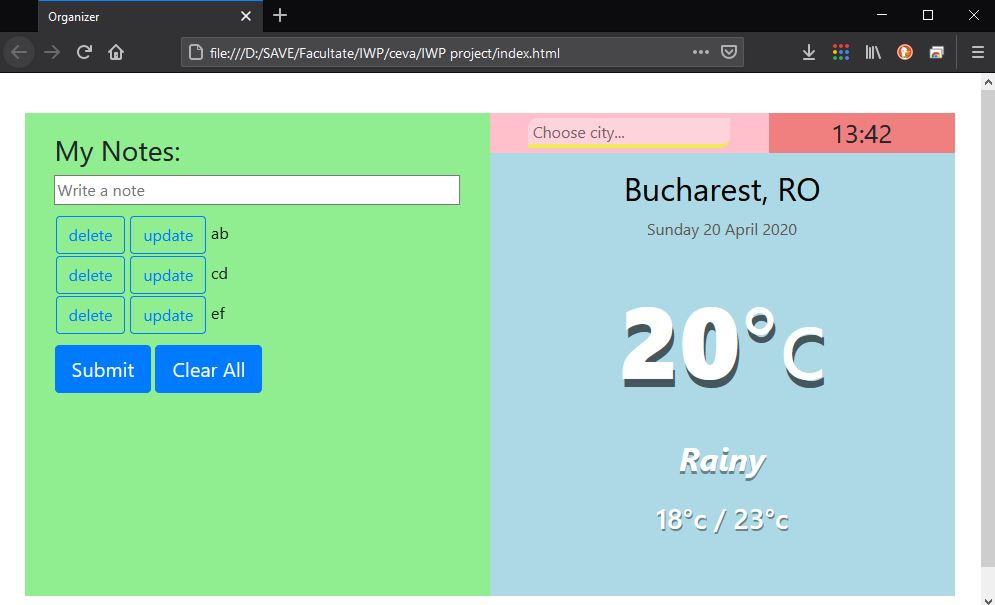 Organizer
file:///D:/SAVE/Facultate/IWP/ceva/IWP project/index.html
My Notes:
Write a note
delete update ab
delete update cd
delete update ef
Submit Clear All
Choose city...
13:42
Bucharest, RO
Sunday 20 April 2020
20°c
Rainy
18°c / 23°c